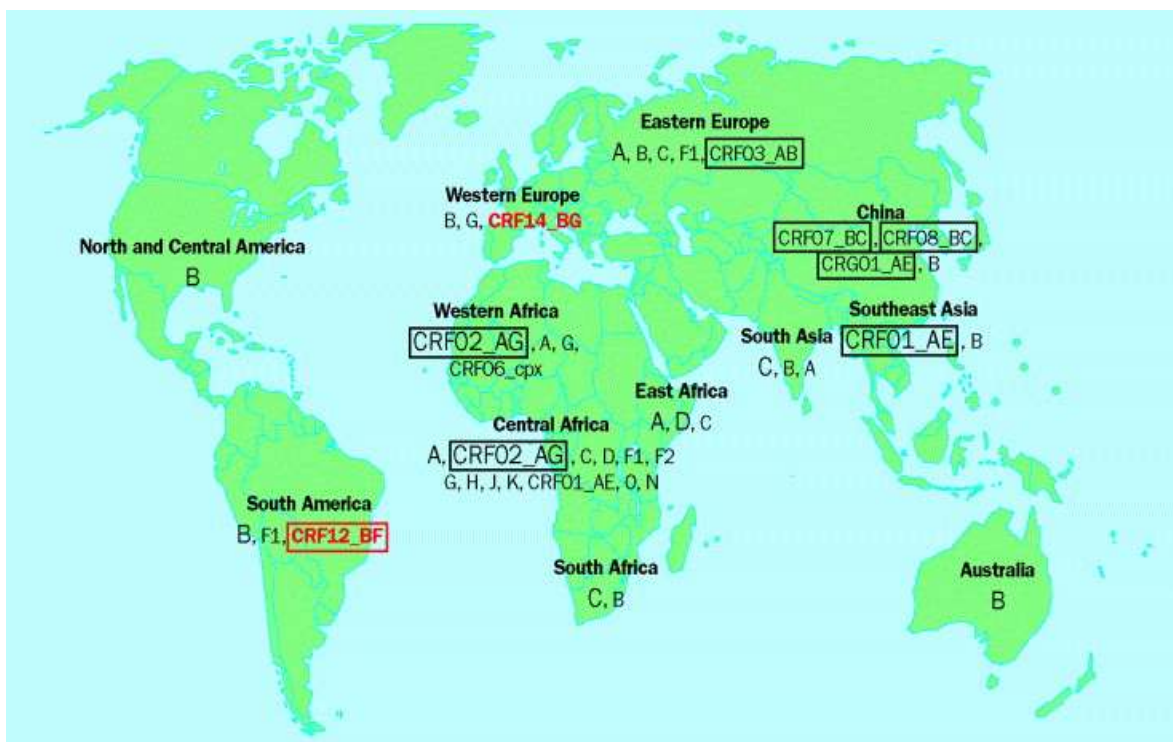 Eastern Europe
A, B, C, F1, CRF03_AB
Western Europe
B, G, CRF14_BG
China
CRF07_BC, CRF08_BC,
CRG01_AE, B
North and Central America
B
Western Africa
CRF02_AG, A, G,
CRF06_cpx
Southeast Asia
CRF01_AE, B
South Asia
C, B, A
East Africa
A, D, C
Central Africa
A, CRF02_AG, C, D, F1, F2
G, H, J, K, CRF01_AE, O, N
South America
B, F1, CRF12_BF
South Africa
C, B
Australia
B